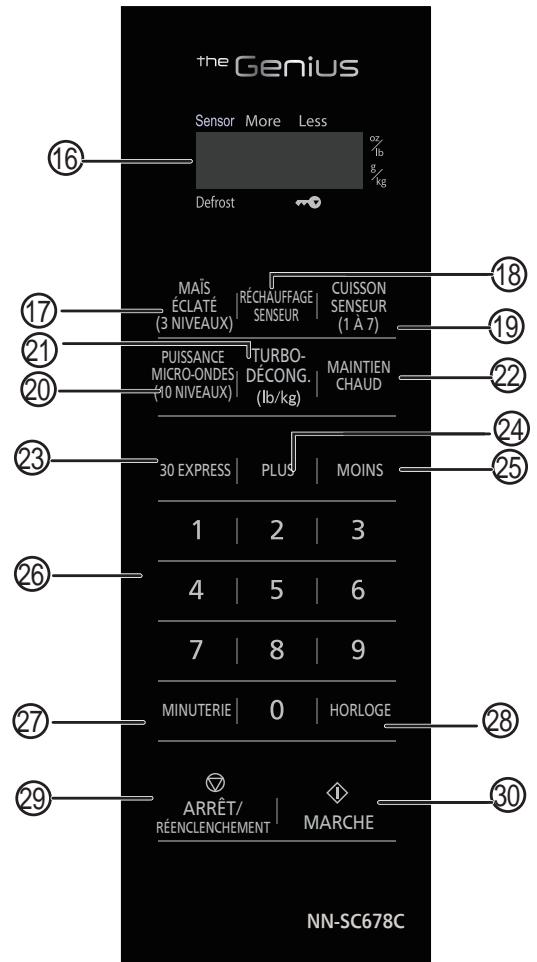 the Genius
Sensor More Less
16
oz/lb
g/kg
Defrost
17
MAÏS
ÉCLATÉ
(3 NIVEAUX)
18
RÉCHAUFFAGE
SENSEUR
CUISSON
SENSEUR
(1 À 7)
19
20
PUISSANCE
MICRO-ONDES
(10 NIVEAUX)
21
TURBO-
DÉCONG.
(lb/kg)
MAINTIEN
CHAUD
22
23
30 EXPRESS
PLUS
24
MOINS
25
1 2 3
26
4 5 6
7 8 9
27
MINUTERIE
0
HORLOGE
28
29
ARRÊT/
RÉENCLENCHEMENT
MARCHE
30
NN-SC678C